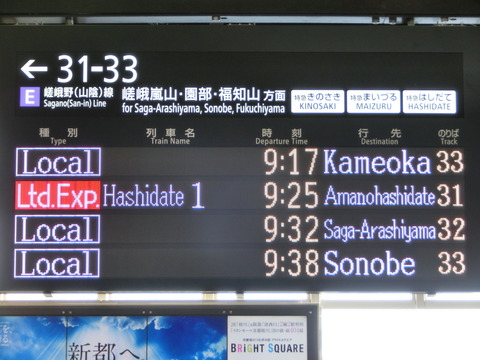 ← 31-33
E 嵯峨野(山陰)線 嵯峨嵐山・園部・福知山 方面
Sagano(San-in) Line for Saga-Arashiyama, Sonobe, Fukuchiyama
特急きのさき KINOSAKI
特急まいづる MAIZURU
特急はしだて HASHIDATE
種別 列車名 時刻 行先 のりば
Type Train Name Departure Time Destination Track
Local 9:17 Kameoka 33
Ltd.Exp. Hashidate 1 9:25 Amanohashidate 31
Local 9:32 Saga-Arashiyama 32
Local 9:38 Sonobe 33
新都へ
BRIGHT SQUARE